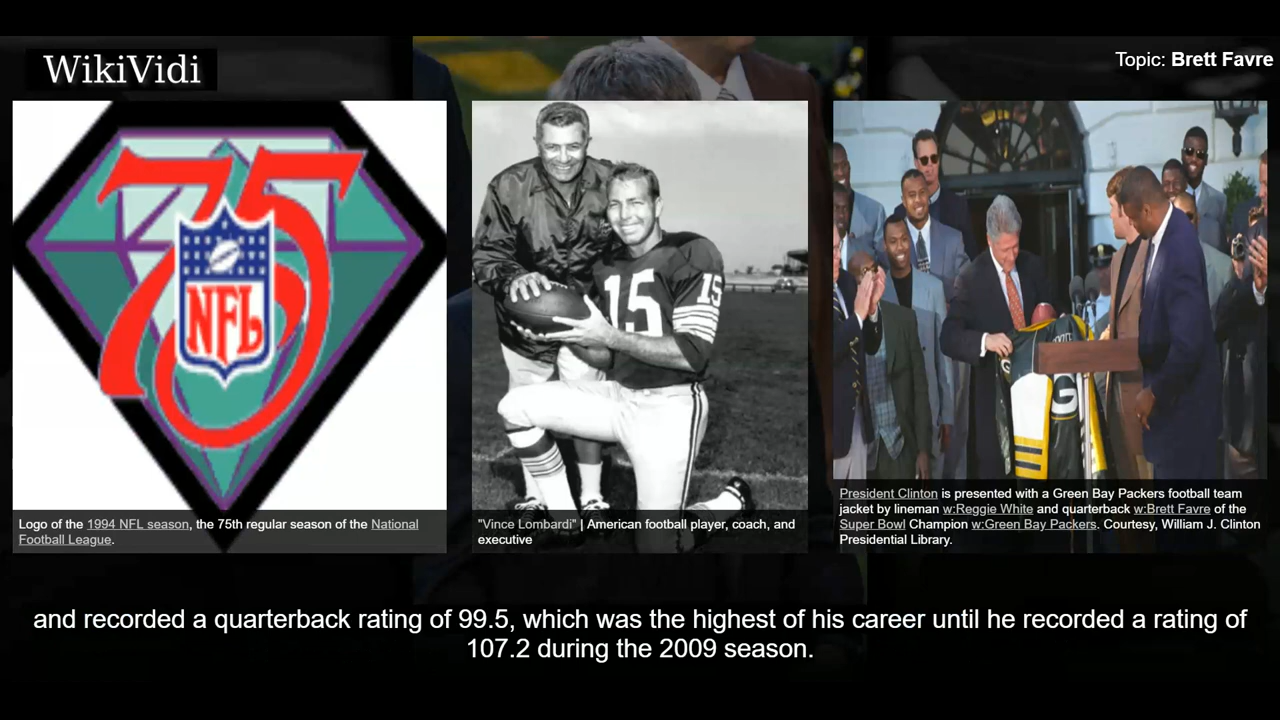 WikiVidi
Topic: Brett Favre
75
NFL
15
15
G
Logo of the 1994 NFL season, the 75th regular season of the National
Football League.
"Vince Lombardi" | American football player, coach, and
executive
President Clinton is presented with a Green Bay Packers football team
jacket by lineman w:Reggie White and quarterback w:Brett Favre of the
Super Bowl Champion w:Green Bay Packers. Courtesy, William J. Clinton
Presidential Library.
and recorded a quarterback rating of 99.5, which was the highest of his career until he recorded a rating of
107.2 during the 2009 season.